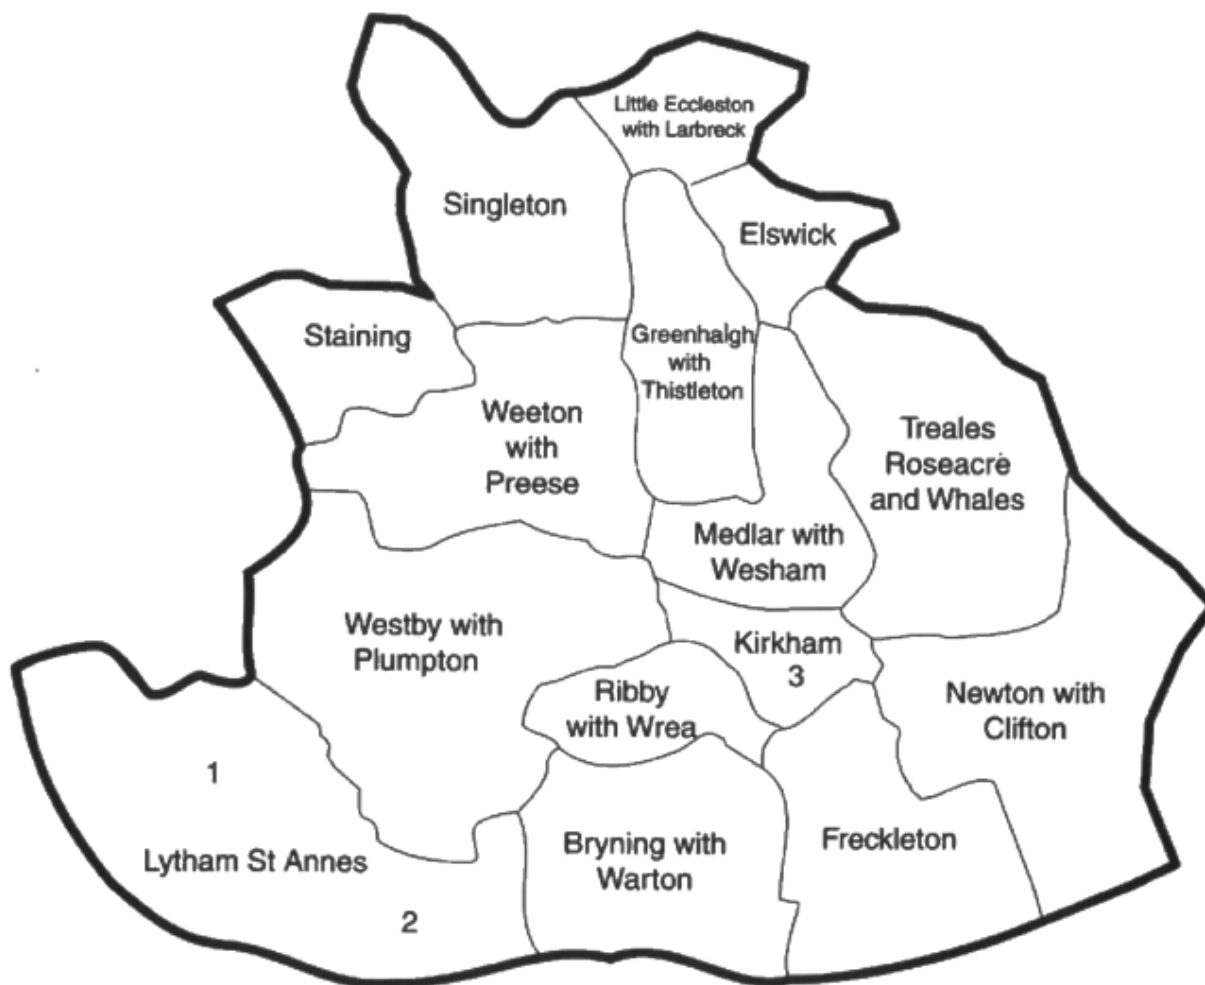 Little Eccleston
with Larbreck
Singleton
Elswick
Staining
Greenhalgh
with
Thistleton
Weeton
with
Preese
Treales
Roseacre
and Whales
Medlar with
Wesham
Westby with
Plumpton
Kirkham
3
Ribby
with Wrea
Newton with
Clifton
1
Lytham St Annes
2
Bryning with
Warton
Freckleton